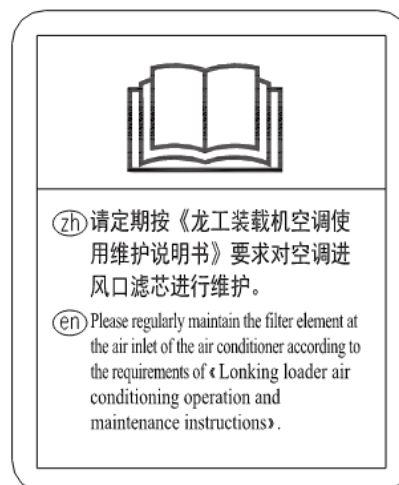 zh 请定期按《龙工装载机空调使
用维护说明书》要求对空调进
风口滤芯进行维护。
en Please regularly maintain the filter element at
the air inlet of the air conditioner according to
the requirements of《Lonking loader air
conditioning operation and
maintenance instructions》.